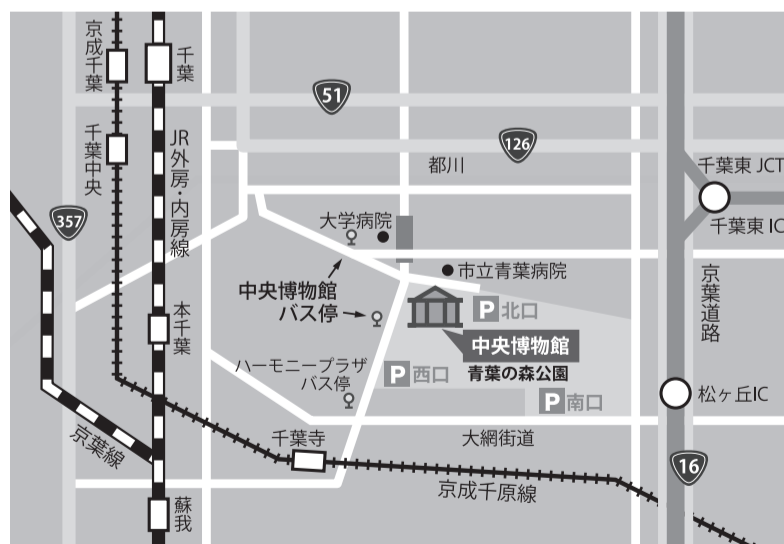 京成千葉
千葉
51
126
千葉中央
JR外房・内房線
都川
千葉東 JCT
千葉東 IC
357
大学病院
市立青葉病院
京葉道路
中央博物館
バス停
P 北口
本千葉
中央博物館
青葉の森公園
ハーモニープラザ
バス停
P 西口
P 南口
松ヶ丘IC
京葉線
千葉寺
大網街道
16
京成千原線
蘇我